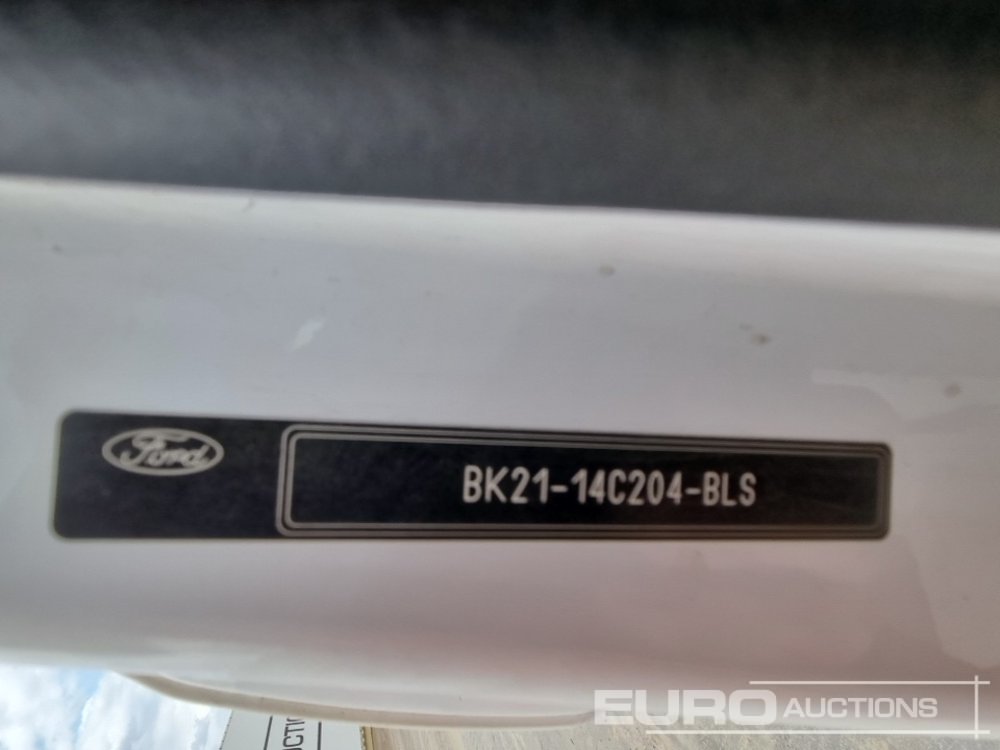 Ford
BK21-14C204-BLS
EURO AUCTIONS